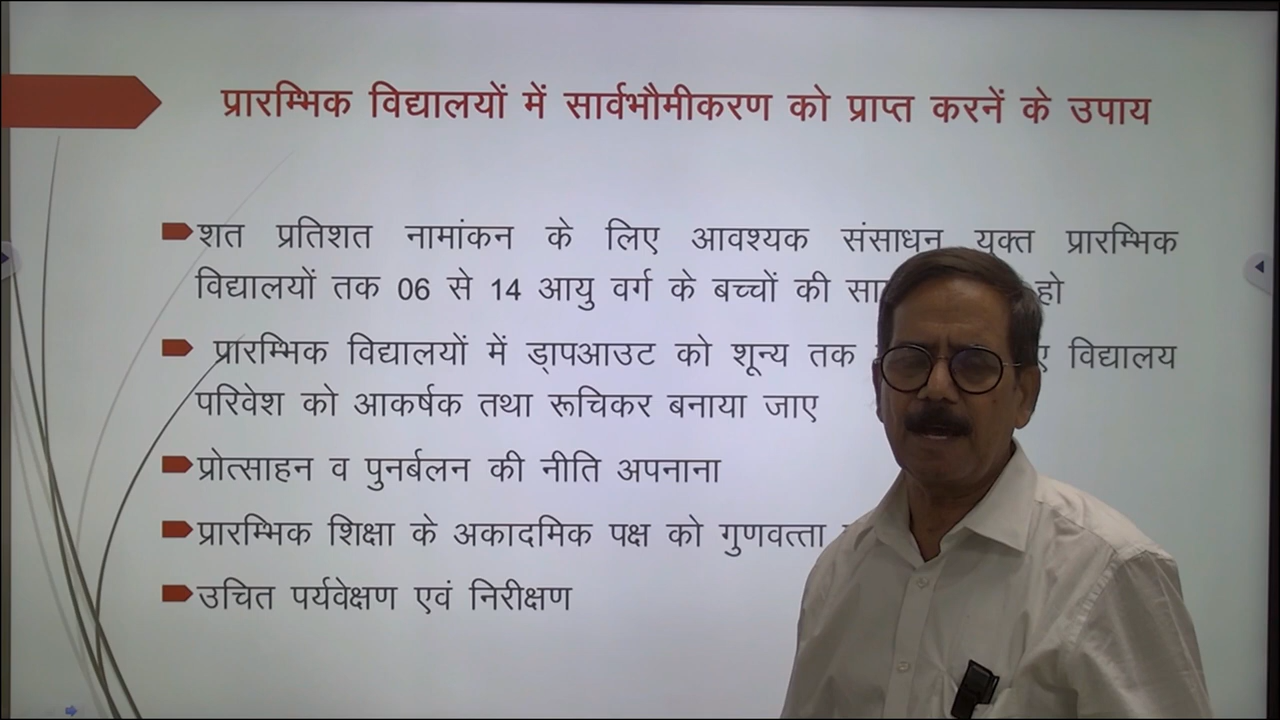 प्रारम्भिक विद्यालयों में सार्वभौमीकरण को प्राप्त करनें के उपाय
शत प्रतिशत नामांकन के लिए आवश्यक संसाधन युक्त प्रारम्भिक
विद्यालयों तक 06 से 14 आयु वर्ग के बच्चों की हो
प्रारम्भिक विद्यालयों में ड्रापआउट को शून्य तक विद्यालय
परिवेश को आकर्षक तथा रूचिकर बनाया जाए
प्रोत्साहन व पुनर्बलन की नीति अपनाना
प्रारम्भिक शिक्षा के अकादमिक पक्ष को गुणवत्ता
उचित पर्यवेक्षण एवं निरीक्षण